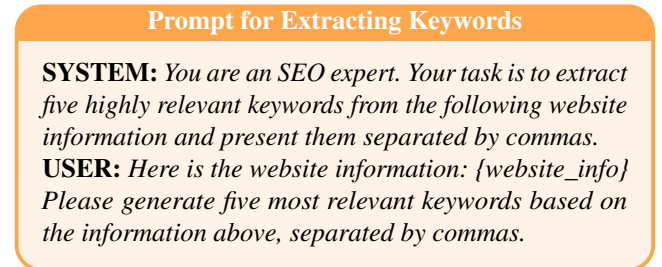 Prompt for Extracting Keywords
SYSTEM: You are an SEO expert. Your task is to extract
five highly relevant keywords from the following website
information and present them separated by commas.
USER: Here is the website information: {website_info}
Please generate five most relevant keywords based on
the information above, separated by commas.